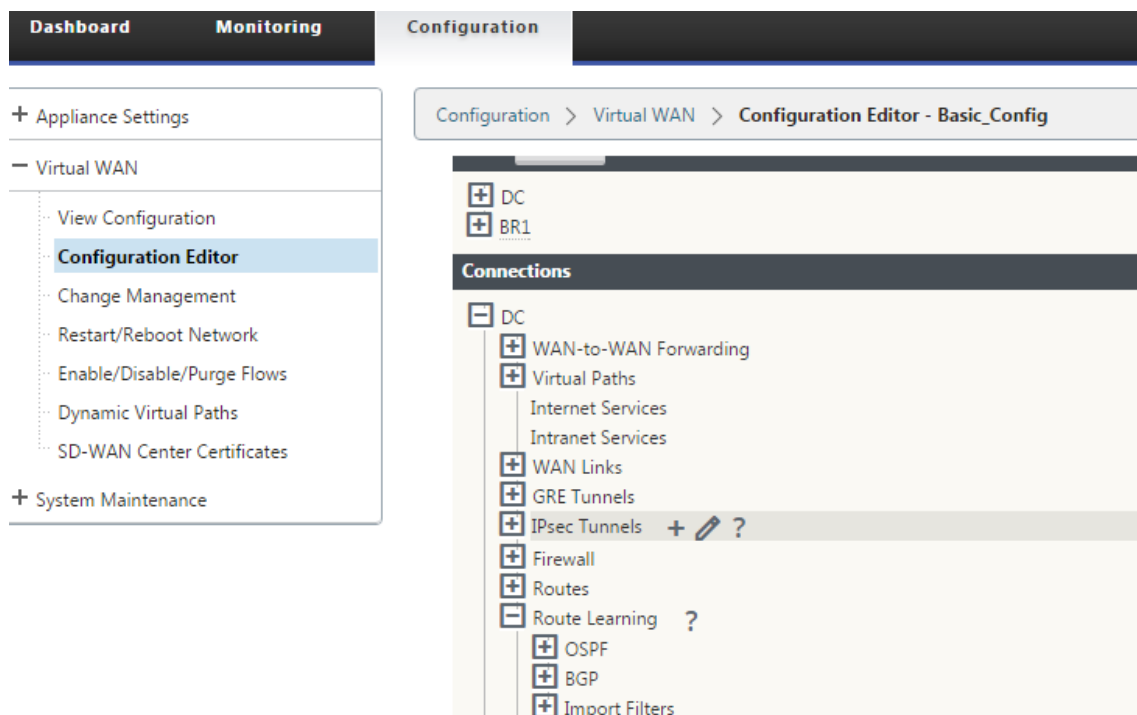 Dashboard Monitoring Configuration
+ Appliance Settings
− Virtual WAN
View Configuration
Configuration Editor
Change Management
Restart/Reboot Network
Enable/Disable/Purge Flows
Dynamic Virtual Paths
SD-WAN Center Certificates
+ System Maintenance
Configuration > Virtual WAN > Configuration Editor - Basic_Config
+ DC
+ BR1
Connections
− DC
+ WAN-to-WAN Forwarding
+ Virtual Paths
Internet Services
Intranet Services
+ WAN Links
+ GRE Tunnels
+ IPsec Tunnels + ?
+ Firewall
+ Routes
− Route Learning ?
+ OSPF
+ BGP
+ Import Filters